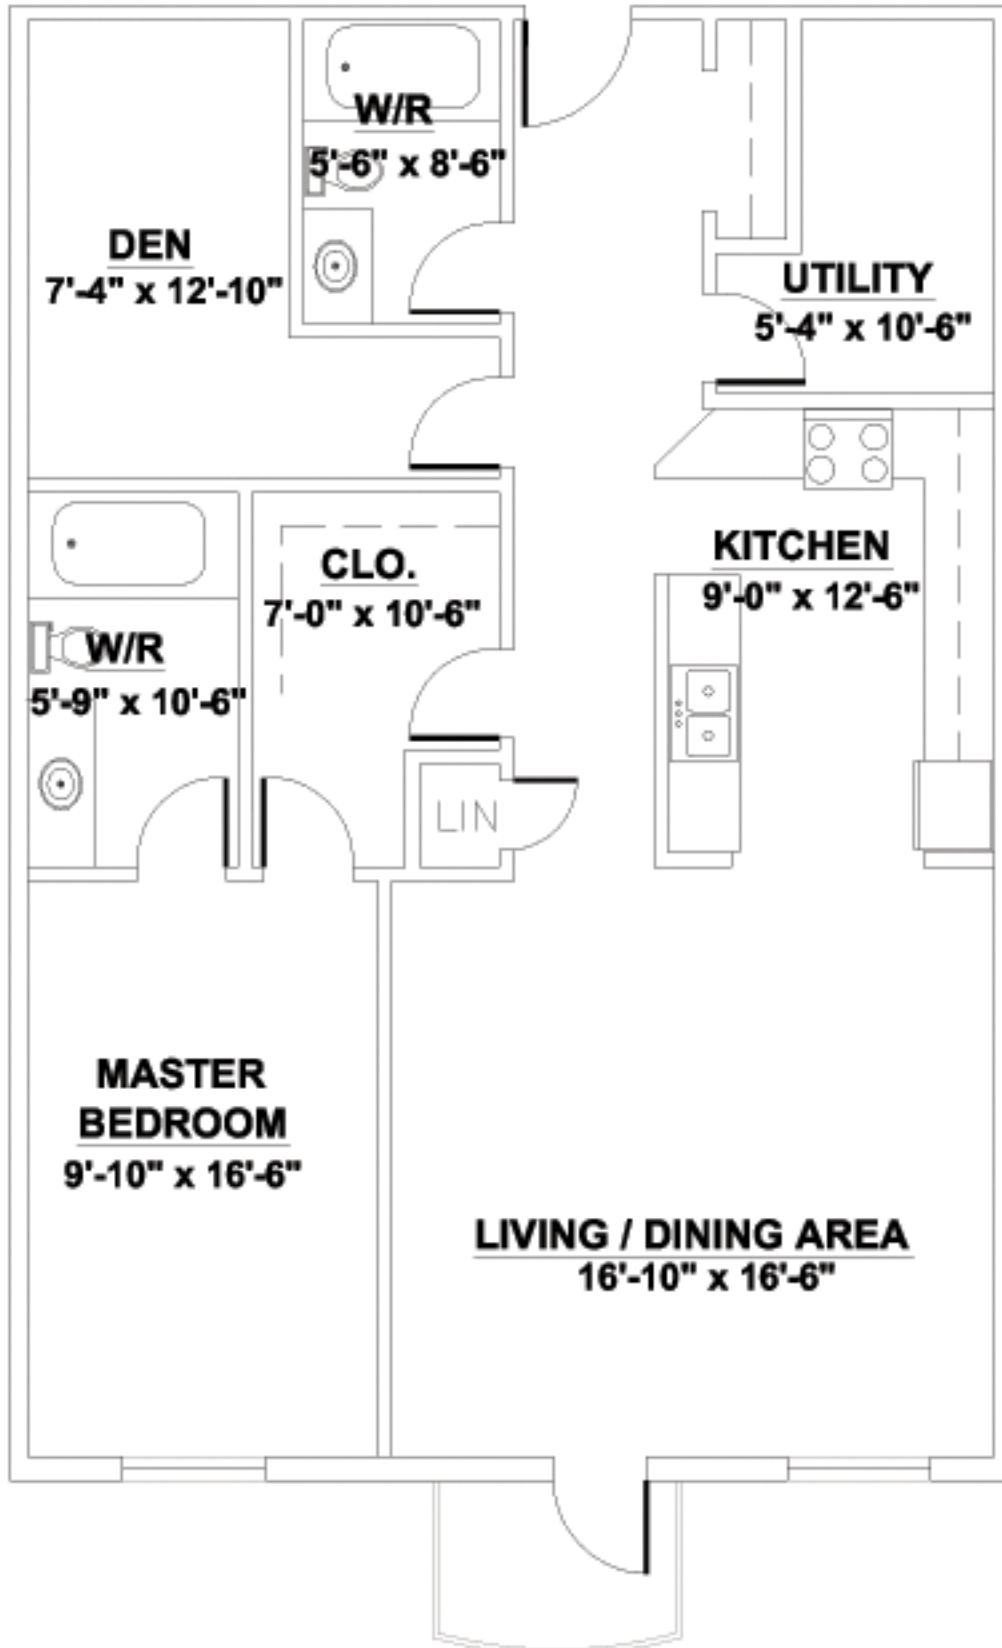 W/R
5'-6" x 8'-6"
DEN
7'-4" x 12'-10"
UTILITY
5'-4" x 10'-6"
KITCHEN
9'-0" x 12'-6"
CLO.
7'-0" x 10'-6"
W/R
5'-9" x 10'-6"
LIN
MASTER
BEDROOM
9'-10" x 16'-6"
LIVING / DINING AREA
16'-10" x 16'-6"